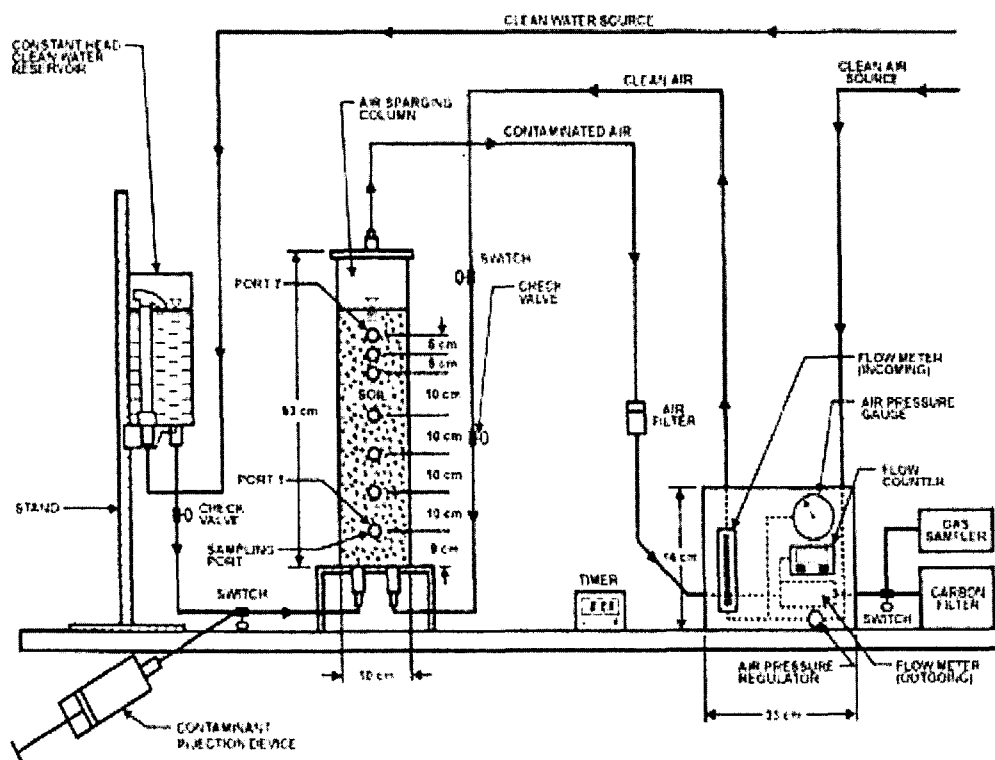 CLEAN WATER SOURCE
CONSTANT HEAD
CLEAN WATER
RESERVOIR
CLEAN AIR
CLEAN AIR
SOURCE
AIR SPARGING
COLUMN
CONTAMINATED AIR
SWITCH
CHECK
VALVE
PORT 7
5 cm
5 cm
SOIL
10 cm
10 cm
10 cm
10 cm
93 cm
FLOW METER
(INCOMING)
AIR PRESSURE
GAUGE
AIR
FILTER
FLOW
COUNTER
PORT 1
STAND
CHECK
VALVE
SAMPLING
PORT
GAS
SAMPLER
SWITCH
TIMER
CARBON
FILTER
SWITCH
10 cm
AIR PRESSURE
REGULATOR
FLOW METER
(OUTGOING)
CONTAMINANT
INJECTION DEVICE